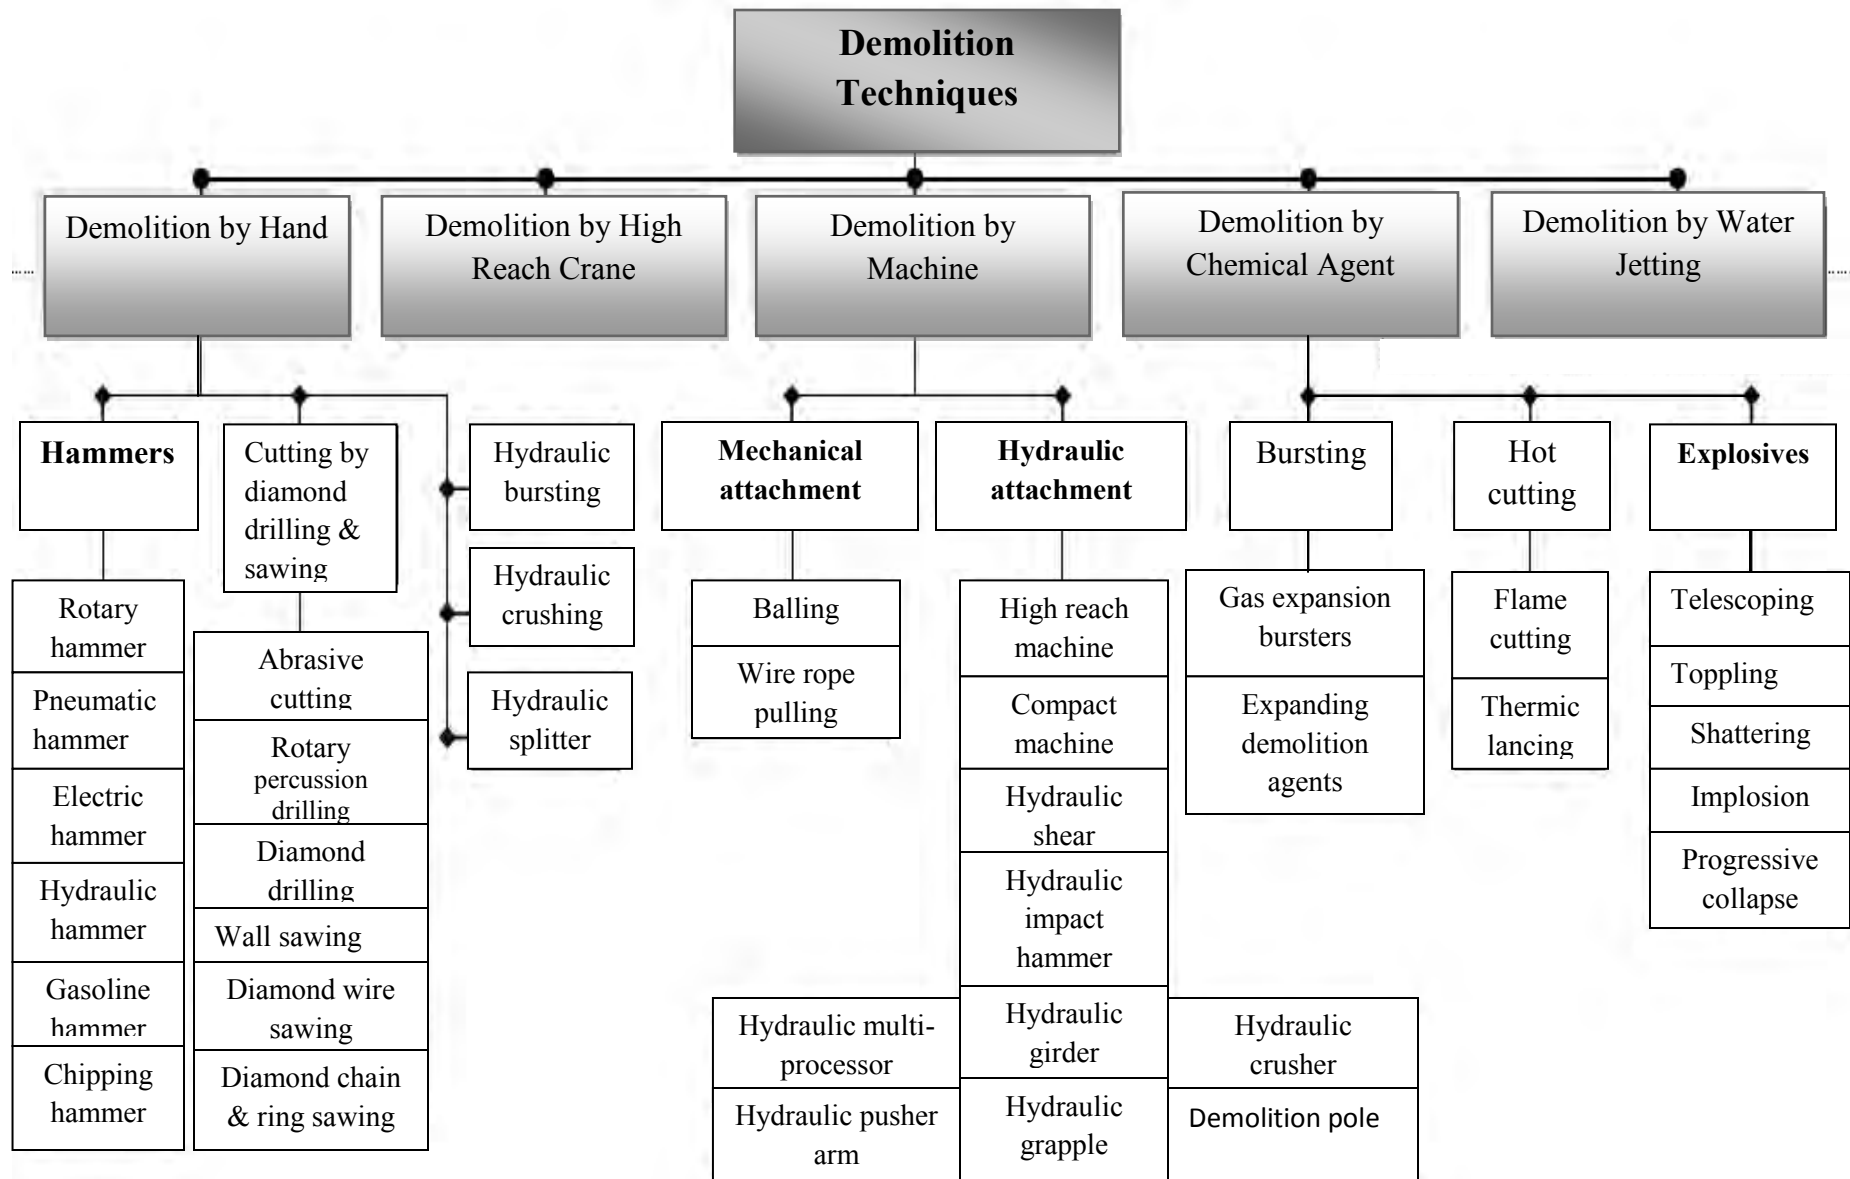 Demolition
Techniques
Demolition by Hand
Demolition by High
Reach Crane
Demolition by
Machine
Demolition by
Chemical Agent
Demolition by Water
Jetting
......
......
Hammers
Cutting by
diamond
drilling &
sawing
Hydraulic
bursting
Hydraulic
crushing
Hydraulic
splitter
Mechanical
attachment
Hydraulic
attachment
Bursting
Hot
cutting
Explosives
Rotary
hammer
Pneumatic
hammer
Electric
hammer
Hydraulic
hammer
Gasoline
hammer
Chipping
hammer
Abrasive
cutting
Rotary
percussion
drilling
Diamond
drilling
Wall sawing
Diamond wire
sawing
Diamond chain
& ring sawing
Balling
Wire rope
pulling
High reach
machine
Compact
machine
Hydraulic
shear
Hydraulic
impact
hammer
Hydraulic
girder
Hydraulic
grapple
Hydraulic multi-
processor
Hydraulic pusher
arm
Hydraulic
crusher
Demolition pole
Gas expansion
bursters
Expanding
demolition
agents
Flame
cutting
Thermic
lancing
Telescoping
Toppling
Shattering
Implosion
Progressive
collapse